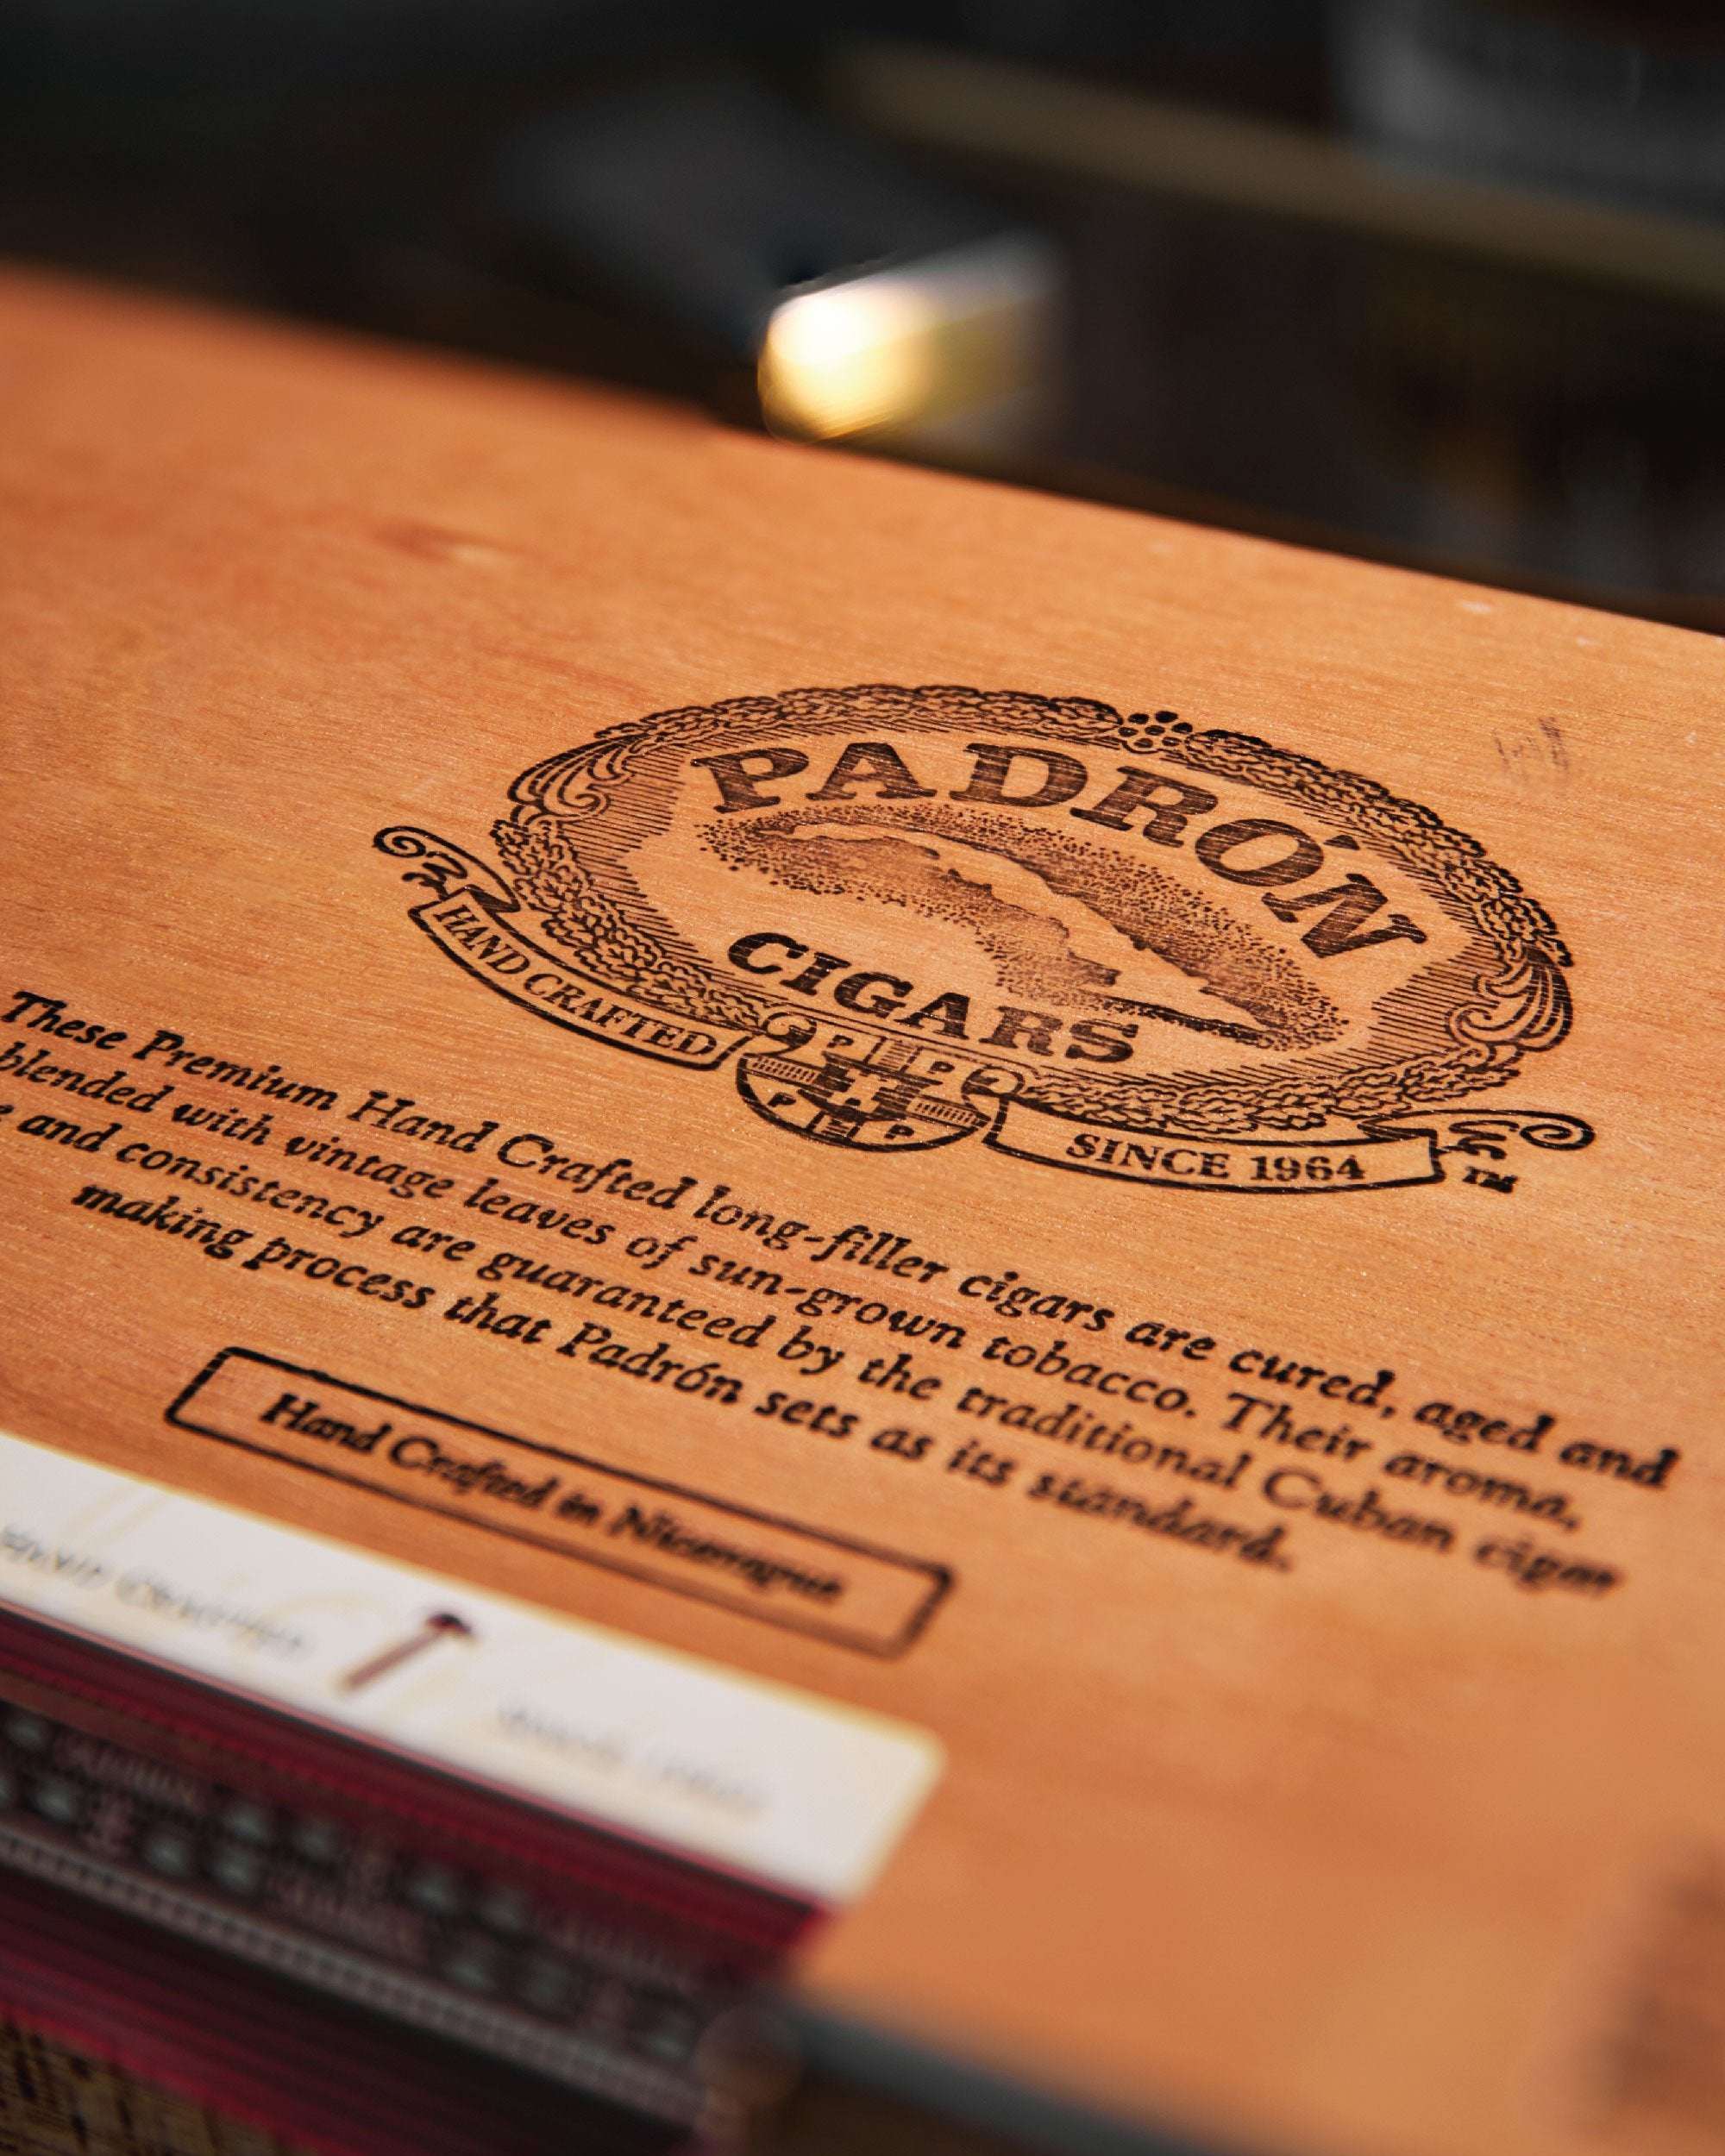 PADRÓN
CIGARS
HAND CRAFTED
SINCE 1964
TM
These Premium Hand Crafted long-filler cigars are cured, aged and
blended with vintage leaves of sun-grown tobacco. Their aroma,
and consistency are guaranteed by the traditional Cuban cigar
making process that Padrón sets as its standard.
Hand Crafted in Nicaragua